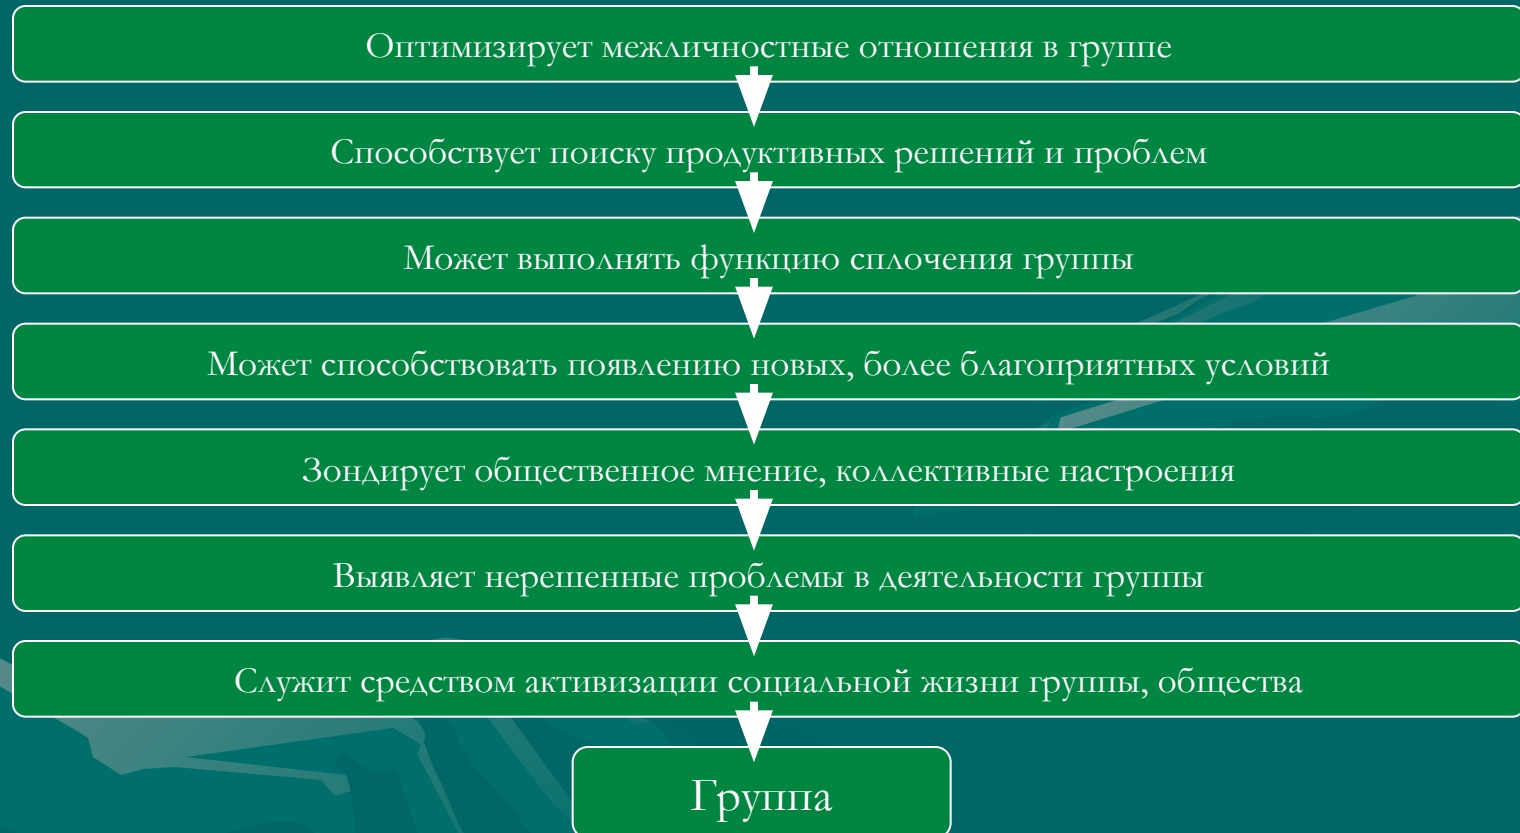 Оптимизирует межличностные отношения в группе
Способствует поиску продуктивных решений и проблем
Может выполнять функцию сплочения группы
Может способствовать появлению новых, более благоприятных условий
Зондирует общественное мнение, коллективные настроения
Выявляет нерешенные проблемы в деятельности группы
Служит средством активизации социальной жизни группы, общества
Группа